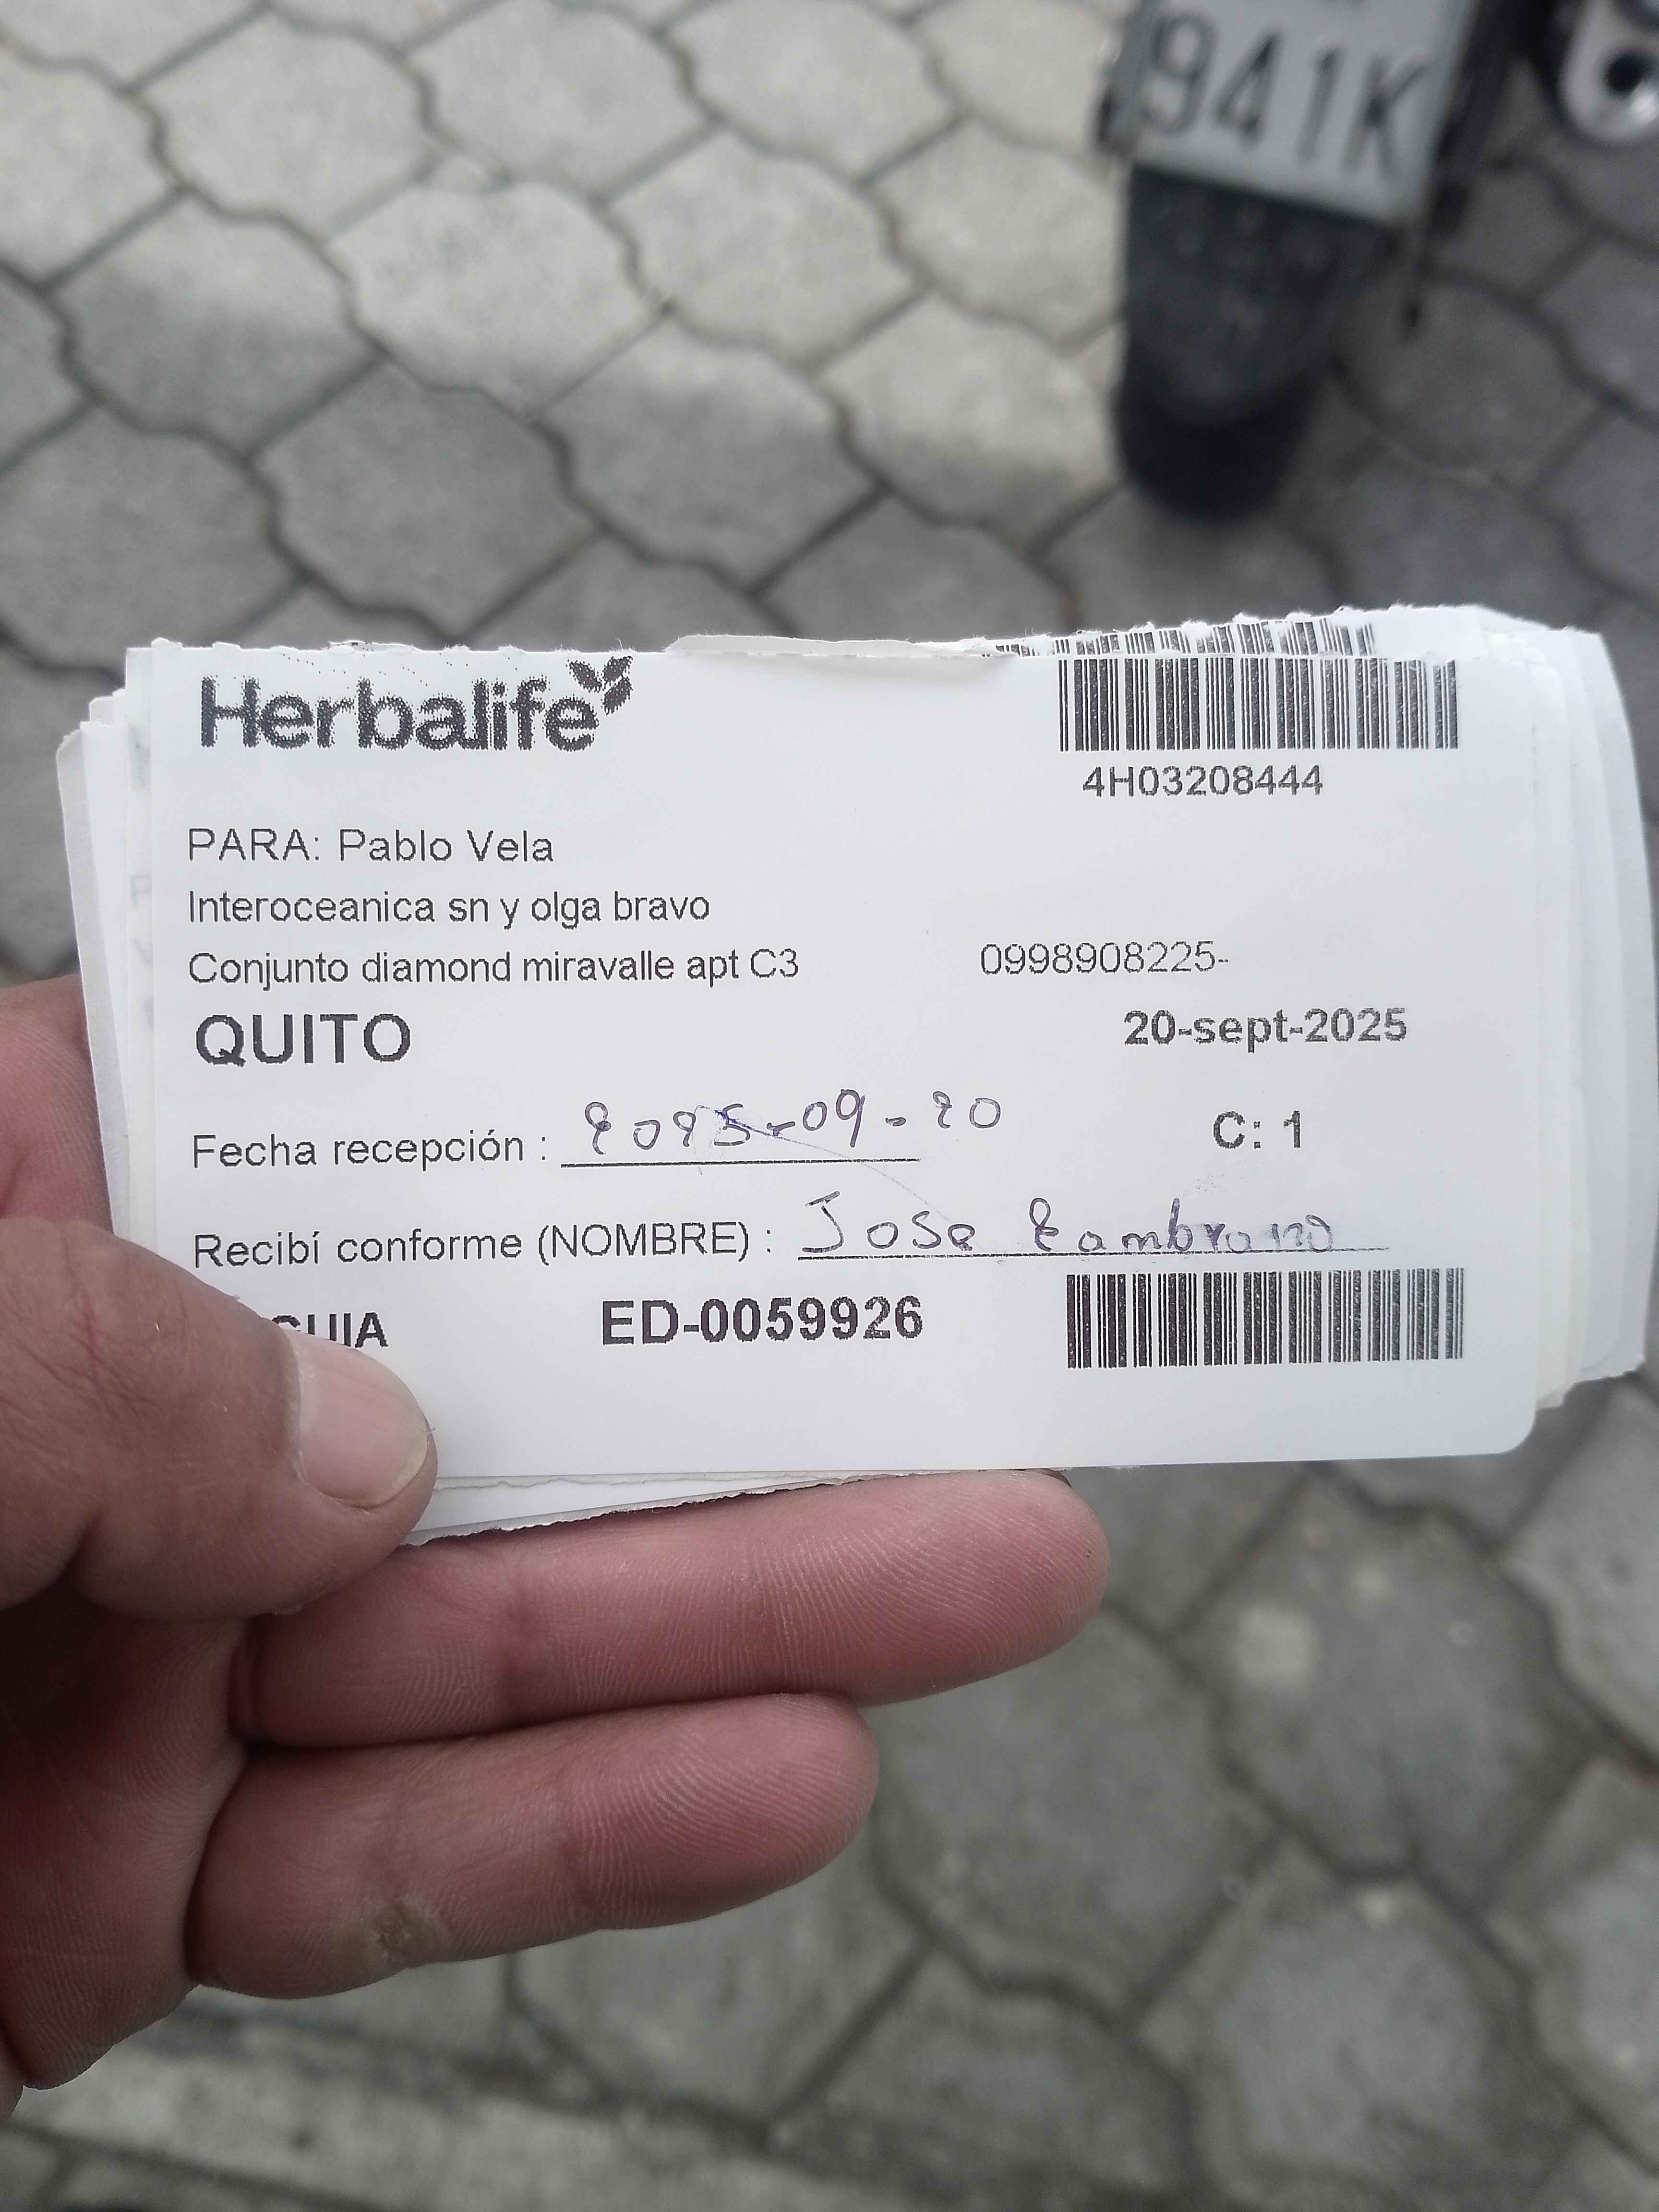 941K
Herbalife
4H03208444
PARA: Pablo Vela
Interoceanica sn y olga bravo
Conjunto diamond miravalle apt C3 0998908225-
QUITO 20-sept-2025
Fecha recepción : 2025-09-20 C: 1
Recibí conforme (NOMBRE) : Jose Zambrano
GUIA ED-0059926